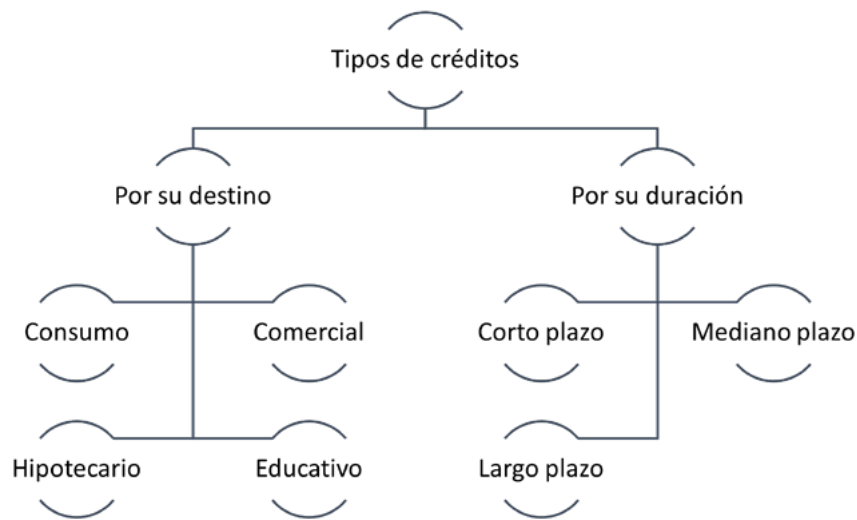 Tipos de créditos
Por su destino
Por su duración
Consumo
Comercial
Corto plazo
Mediano plazo
Hipotecario
Educativo
Largo plazo